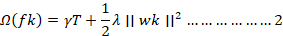 Ω(fk) = γT + 1/2 λ || wk ||² … … … … … … 2